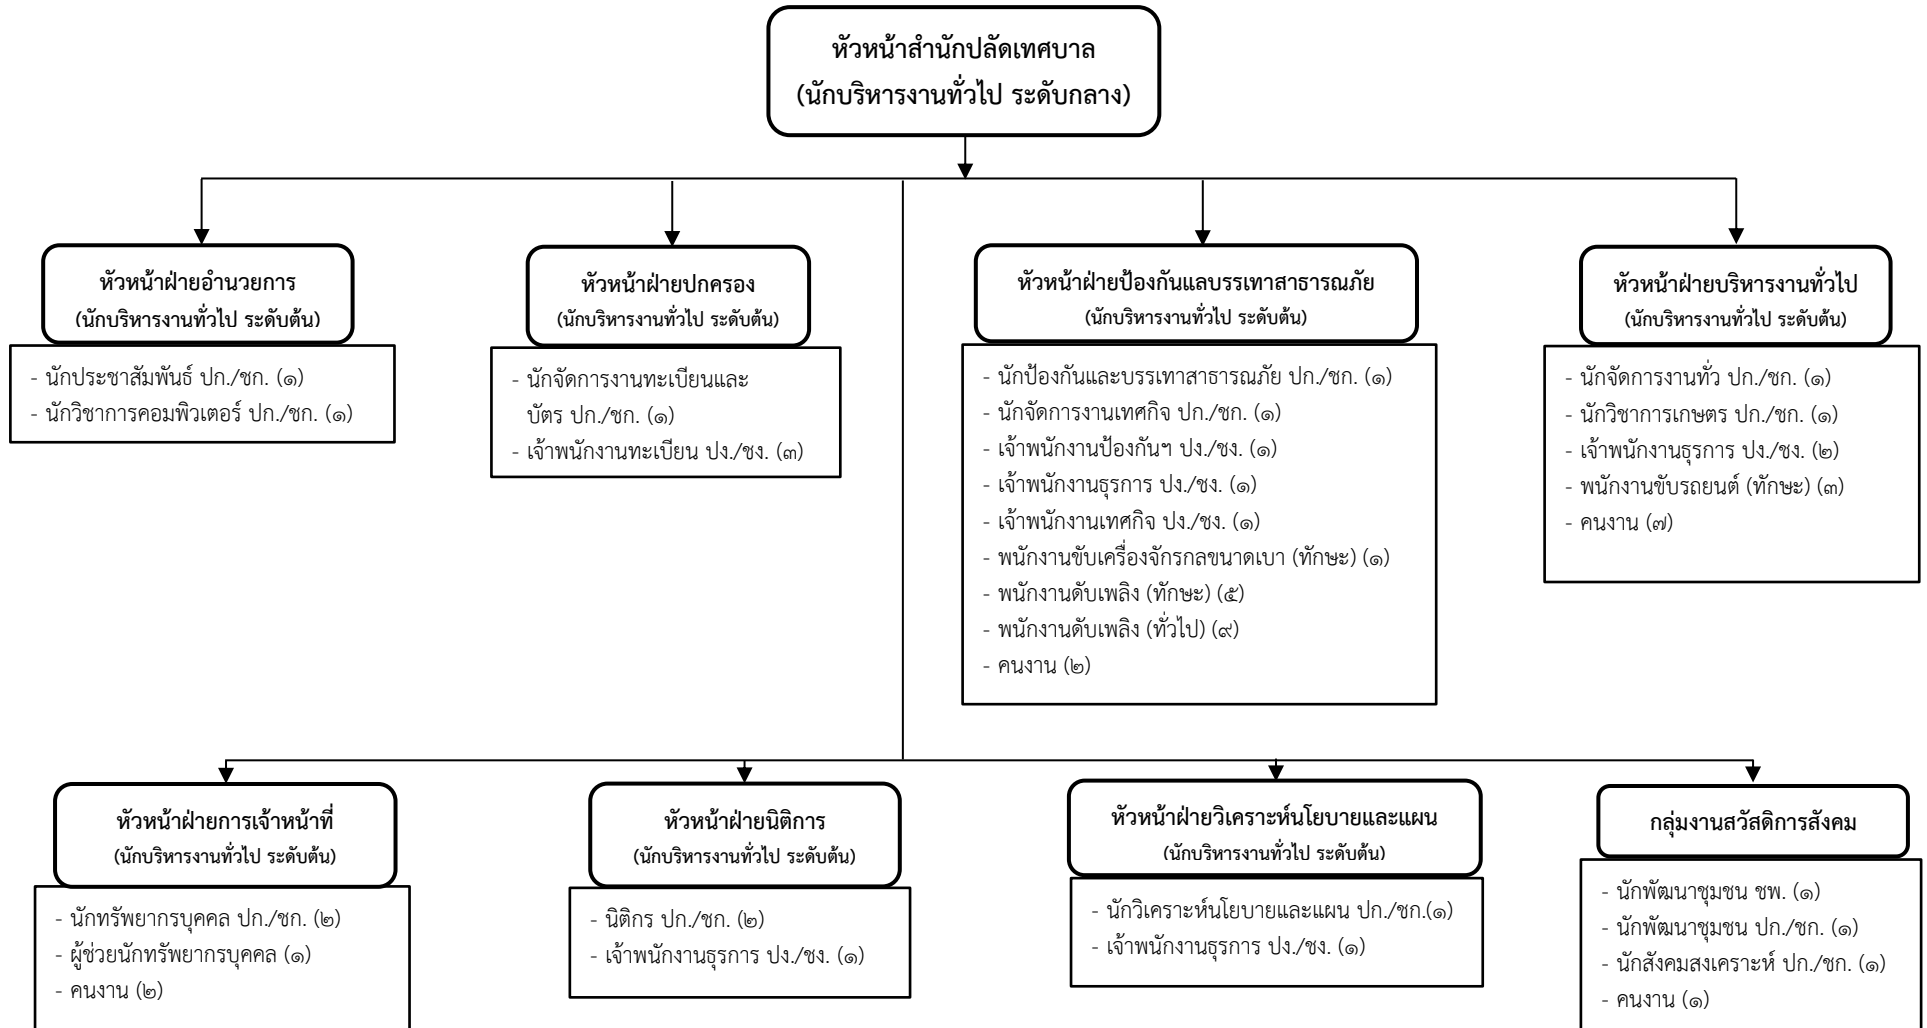 หัวหน้าสำนักปลัดเทศบาล
(นักบริหารงานทั่วไป ระดับกลาง)
หัวหน้าฝ่ายอำนวยการ
(นักบริหารงานทั่วไป ระดับต้น)
- นักประชาสัมพันธ์ ปก./ชก. (๑)
- นักวิชาการคอมพิวเตอร์ ปก./ชก. (๑)
หัวหน้าฝ่ายปกครอง
(นักบริหารงานทั่วไป ระดับต้น)
- นักจัดการงานทะเบียนและ
บัตร ปก./ชก. (๑)
- เจ้าพนักงานทะเบียน ปง./ชง. (๓)
หัวหน้าฝ่ายป้องกันแลบรรเทาสาธารณภัย
(นักบริหารงานทั่วไป ระดับต้น)
- นักป้องกันและบรรเทาสาธารณภัย ปก./ชก. (๑)
- นักจัดการงานเทศกิจ ปก./ชก. (๑)
- เจ้าพนักงานป้องกันฯ ปง./ชง. (๑)
- เจ้าพนักงานธุรการ ปง./ชง. (๑)
- เจ้าพนักงานเทศกิจ ปง./ชง. (๑)
- พนักงานขับเครื่องจักรกลขนาดเบา (ทักษะ) (๑)
- พนักงานดับเพลิง (ทักษะ) (๕)
- พนักงานดับเพลิง (ทั่วไป) (๙)
- คนงาน (๒)
หัวหน้าฝ่ายบริหารงานทั่วไป
(นักบริหารงานทั่วไป ระดับต้น)
- นักจัดการงานทั่ว ปก./ชก. (๑)
- นักวิชาการเกษตร ปก./ชก. (๑)
- เจ้าพนักงานธุรการ ปง./ชง. (๒)
- พนักงานขับรถยนต์ (ทักษะ) (๓)
- คนงาน (๗)
หัวหน้าฝ่ายการเจ้าหน้าที่
(นักบริหารงานทั่วไป ระดับต้น)
- นักทรัพยากรบุคคล ปก./ชก. (๒)
- ผู้ช่วยนักทรัพยากรบุคคล (๑)
- คนงาน (๒)
หัวหน้าฝ่ายนิติการ
(นักบริหารงานทั่วไป ระดับต้น)
- นิติกร ปก./ชก. (๒)
- เจ้าพนักงานธุรการ ปง./ชง. (๑)
หัวหน้าฝ่ายวิเคราะห์นโยบายและแผน
(นักบริหารงานทั่วไป ระดับต้น)
- นักวิเคราะห์นโยบายและแผน ปก./ชก.(๑)
- เจ้าพนักงานธุรการ ปง./ชง. (๑)
กลุ่มงานสวัสดิการสังคม
- นักพัฒนาชุมชน ชพ. (๑)
- นักพัฒนาชุมชน ปก./ชก. (๑)
- นักสังคมสงเคราะห์ ปก./ชก. (๑)
- คนงาน (๑)